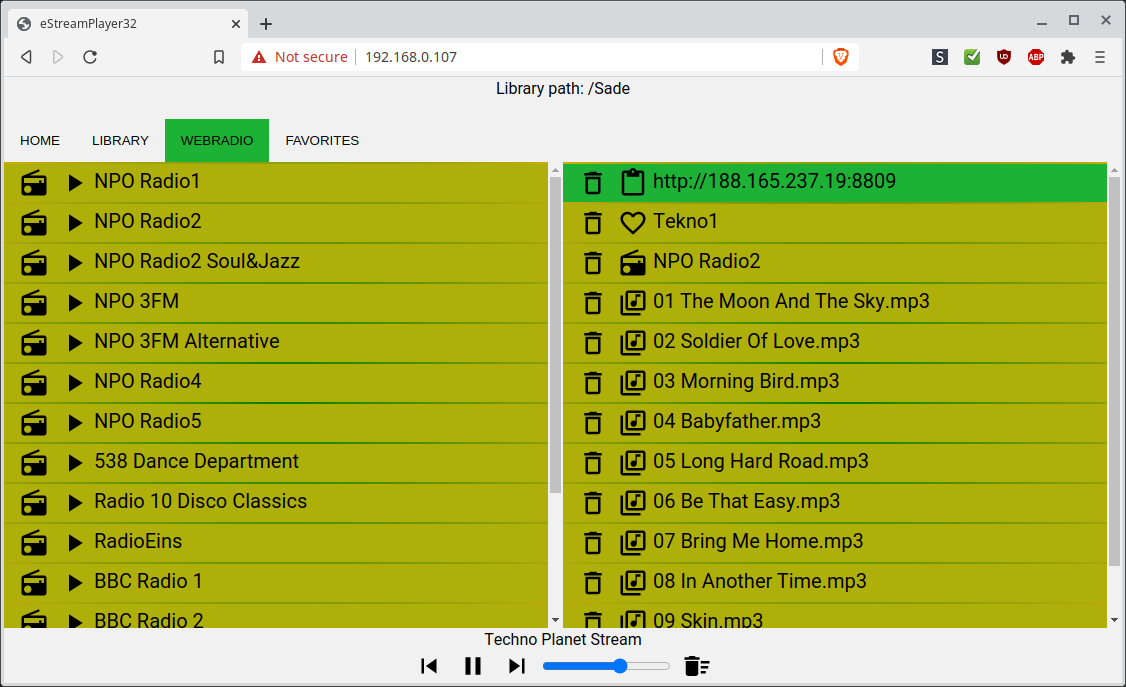 eStreamPlayer32
Not secure
192.168.0.107
S
UO
ABP
Library path: /Sade
HOME
LIBRARY
WEBRADIO
FAVORITES
NPO Radio1
NPO Radio2
NPO Radio2 Soul&Jazz
NPO 3FM
NPO 3FM Alternative
NPO Radio4
NPO Radio5
538 Dance Department
Radio 10 Disco Classics
RadioEins
BBC Radio 1
BBC Radio 2
http://188.165.237.19:8809
Tekno1
NPO Radio2
01 The Moon And The Sky.mp3
02 Soldier Of Love.mp3
03 Morning Bird.mp3
04 Babyfather.mp3
05 Long Hard Road.mp3
06 Be That Easy.mp3
07 Bring Me Home.mp3
08 In Another Time.mp3
09 Skin.mp3
Techno Planet Stream